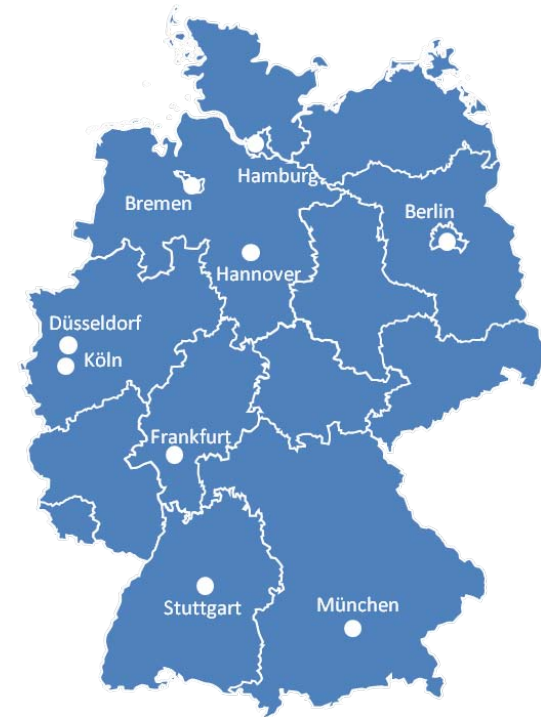 Hamburg
Bremen
Berlin
Hannover
Düsseldorf
Köln
Frankfurt
Stuttgart
München